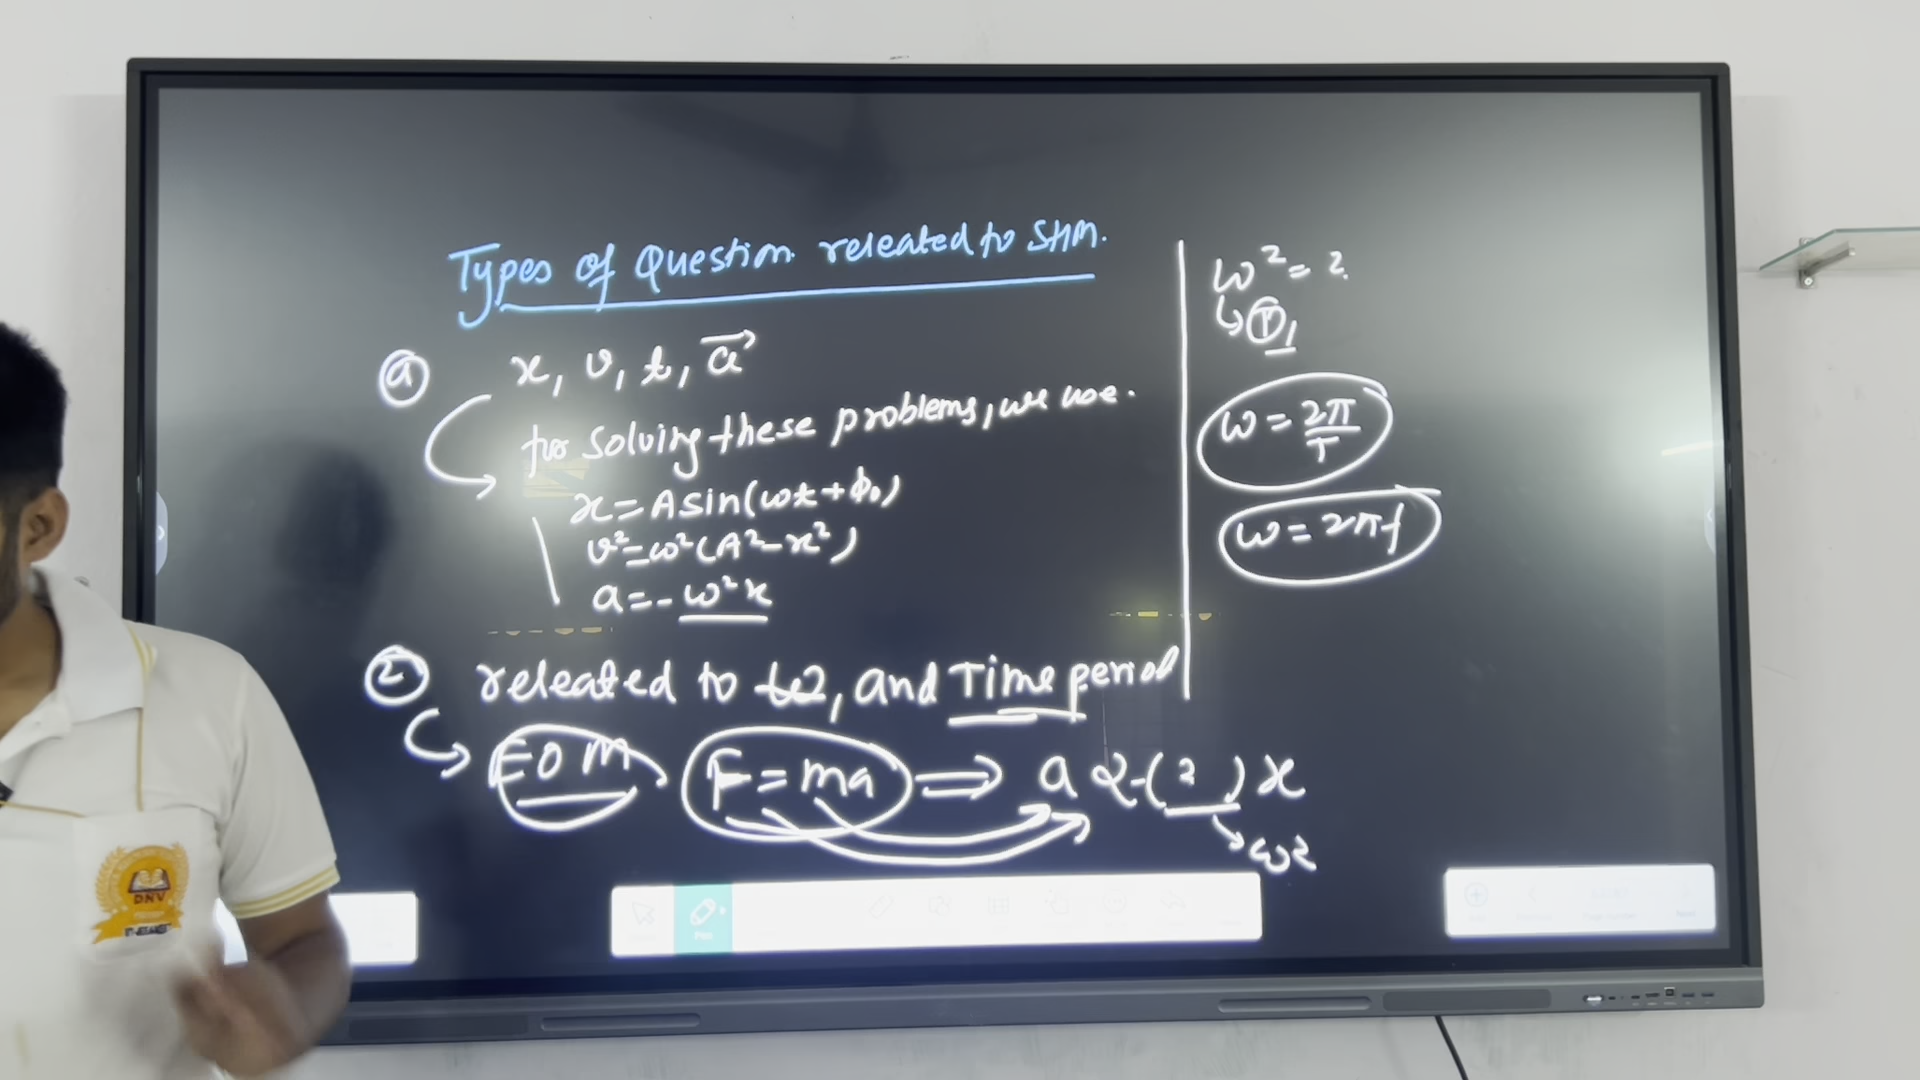 Types of Question releated to SHM.
ⓐ x, v, t, a⃗
for solving these problems, we use.
x = A sin(ωt + ϕ₀)
v² = ω²(A² - x²)
a = - ω²x
② releated to ω, and Time period
EOM F = ma ⇒ a α - ( ? ) x
ω²
ω² = ?
↳ Ⓣ,
ω = 2π/T
ω = 2πf
DNV